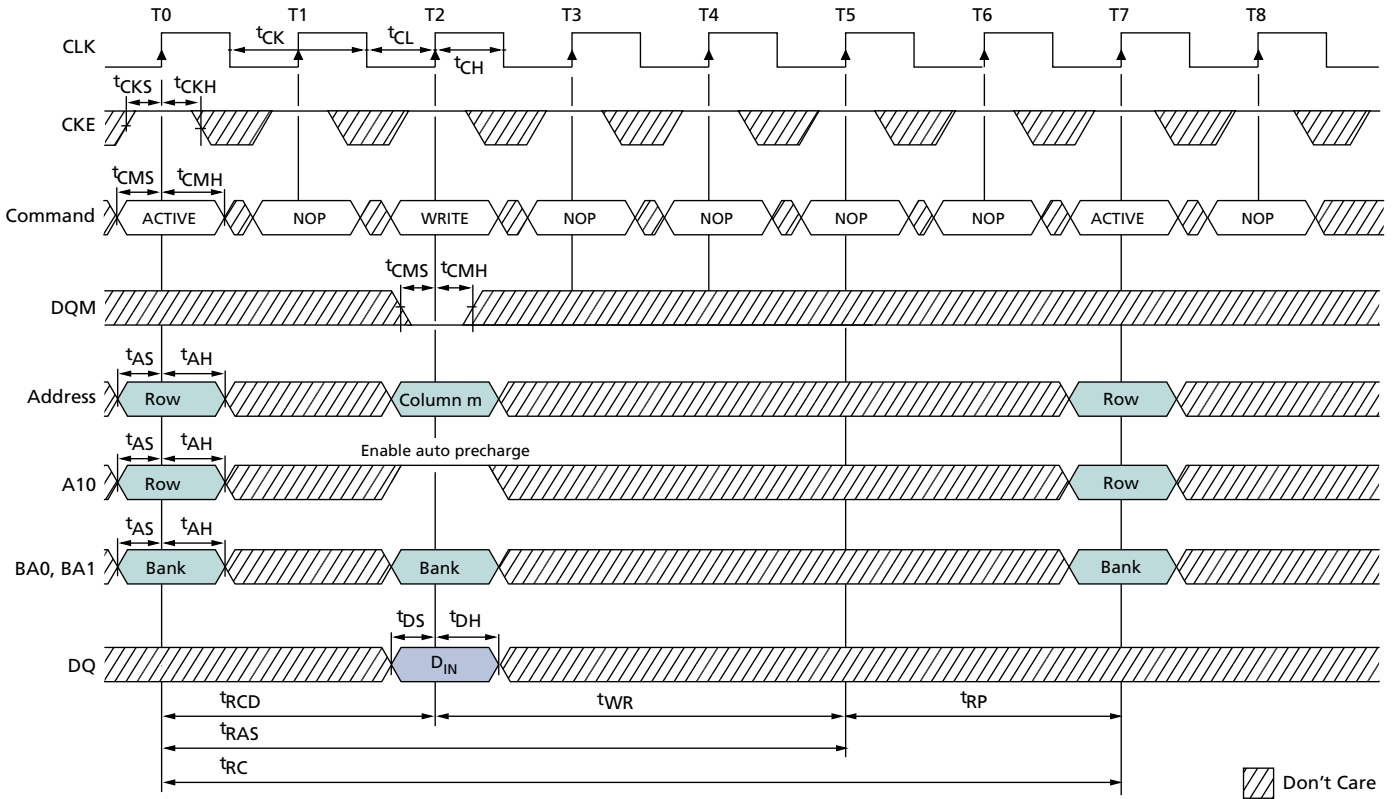 T0 T1 T2 T3 T4 T5 T6 T7 T8
CLK
tCK tCL
tCH
tCKS tCKH
CKE
tCMS tCMH
Command ACTIVE NOP WRITE NOP NOP NOP NOP ACTIVE NOP
tCMS tCMH
DQM
tAS tAH
Address Row Column m Row
tAS tAH
Enable auto precharge
A10 Row Row
tAS tAH
BA0, BA1 Bank Bank Bank
tDS tDH
DQ DIN
tRCD tWR tRP
tRAS
tRC
Don't Care